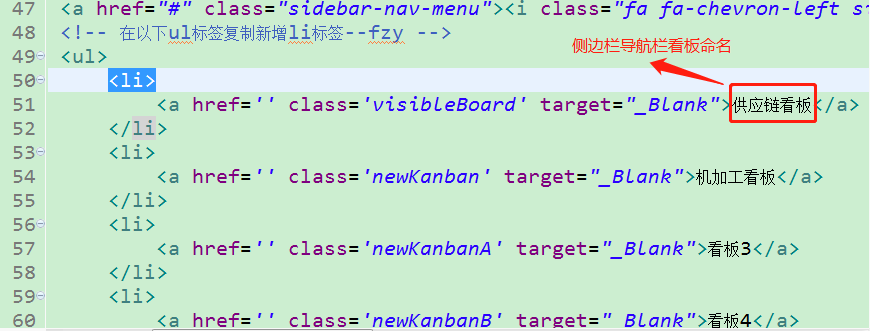 47 <a href="#" class="sidebar-nav-menu"><i class="fa fa-chevron-left si
48 <!-- 在以下ul标签复制新增li标签--fzy -->
侧边栏导航栏看板命名
49 <ul>
50 <li>
51 <a href='' class='visibleBoard' target="_Blank">供应链看板</a>
52 </li>
53 <li>
54 <a href='' class='newKanban' target="_Blank">机加工看板</a>
55 </li>
56 <li>
57 <a href='' class='newKanbanA' target="_Blank">看板3</a>
58 </li>
59 <li>
60 <a href='' class='newKanbanB' target="_Blank">看板4</a>